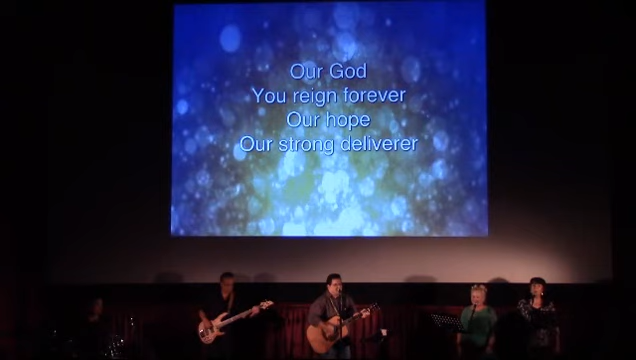 Our God
You reign forever
Our hope
Our strong deliverer